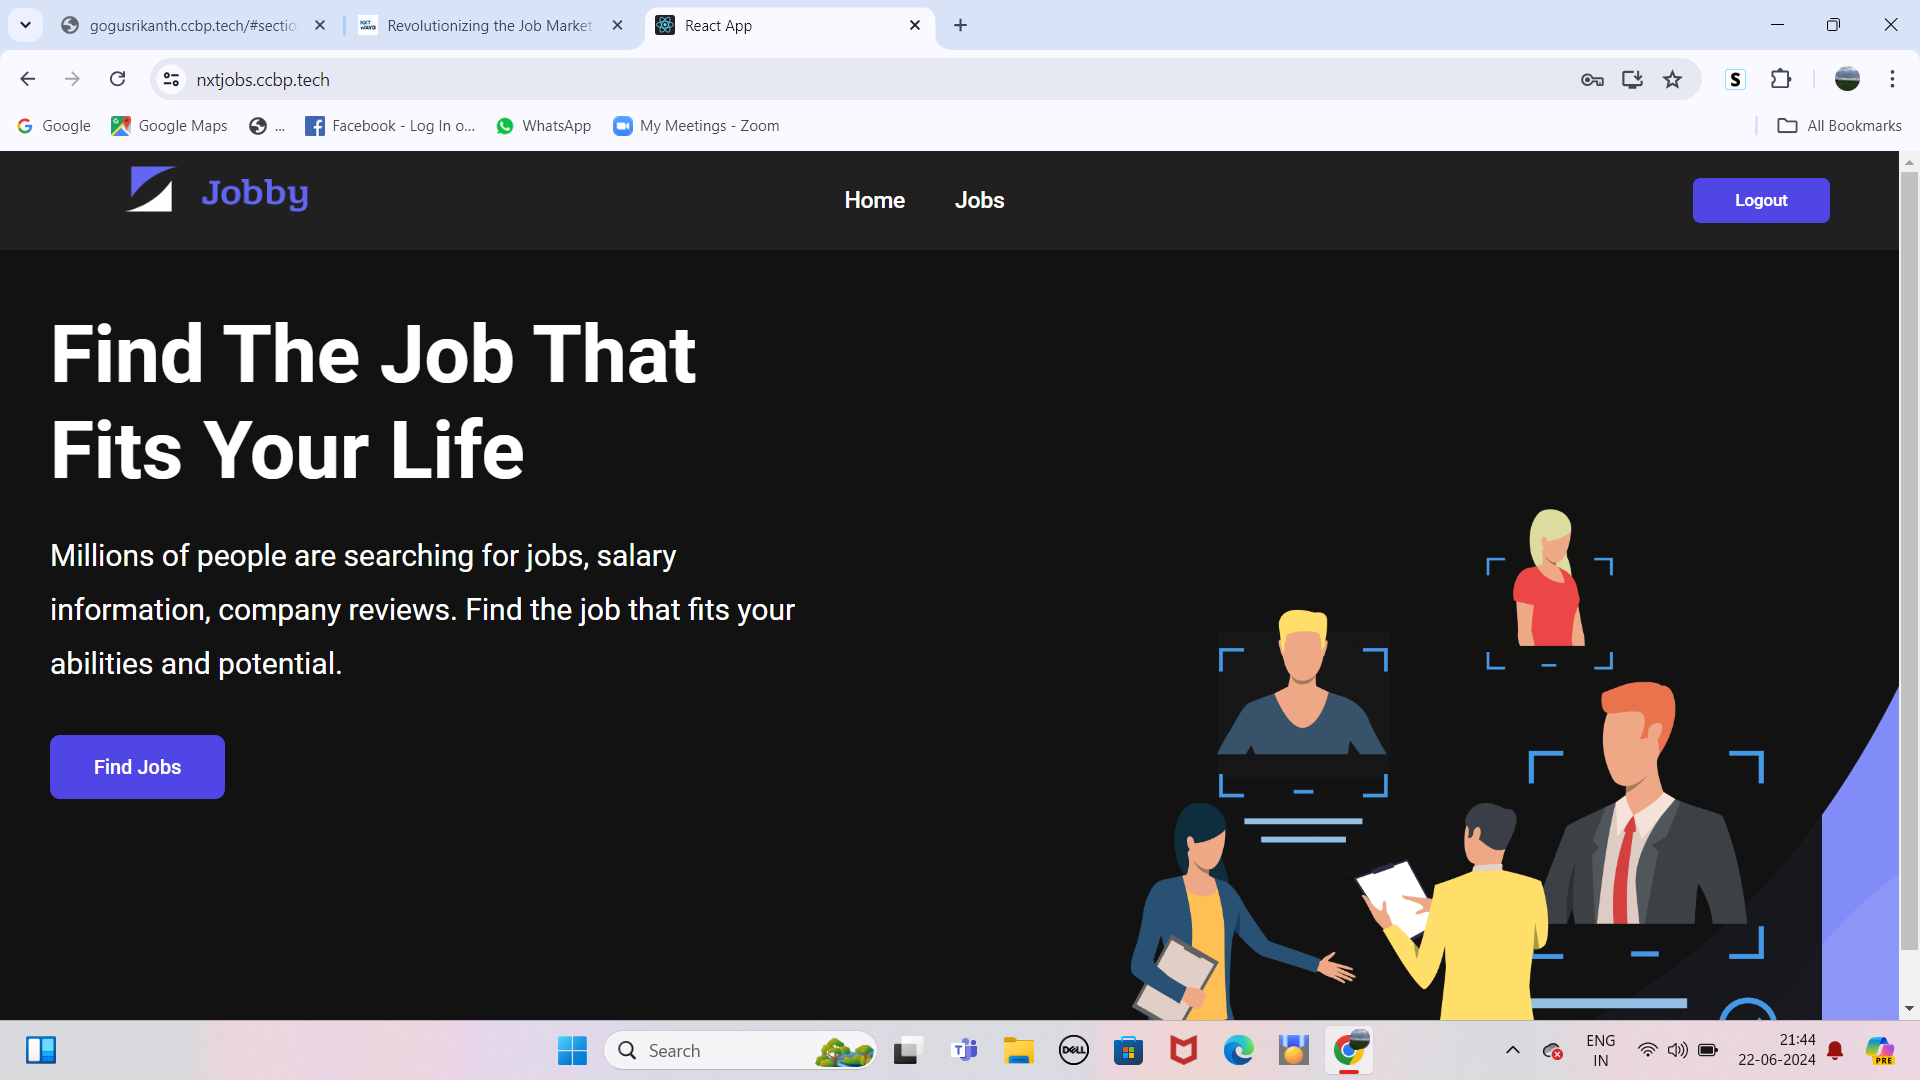 gogusrikanth.ccbp.tech/#sectio
Revolutionizing the Job Market
React App
nxtjobs.ccbp.tech
S
Google
Google Maps
...
Facebook - Log In o...
WhatsApp
My Meetings - Zoom
All Bookmarks
Jobby
Home
Jobs
Logout
Find The Job That
Fits Your Life
Millions of people are searching for jobs, salary
information, company reviews. Find the job that fits your
abilities and potential.
Find Jobs
Search
DELL
ENG
IN
21:44
22-06-2024
PRE